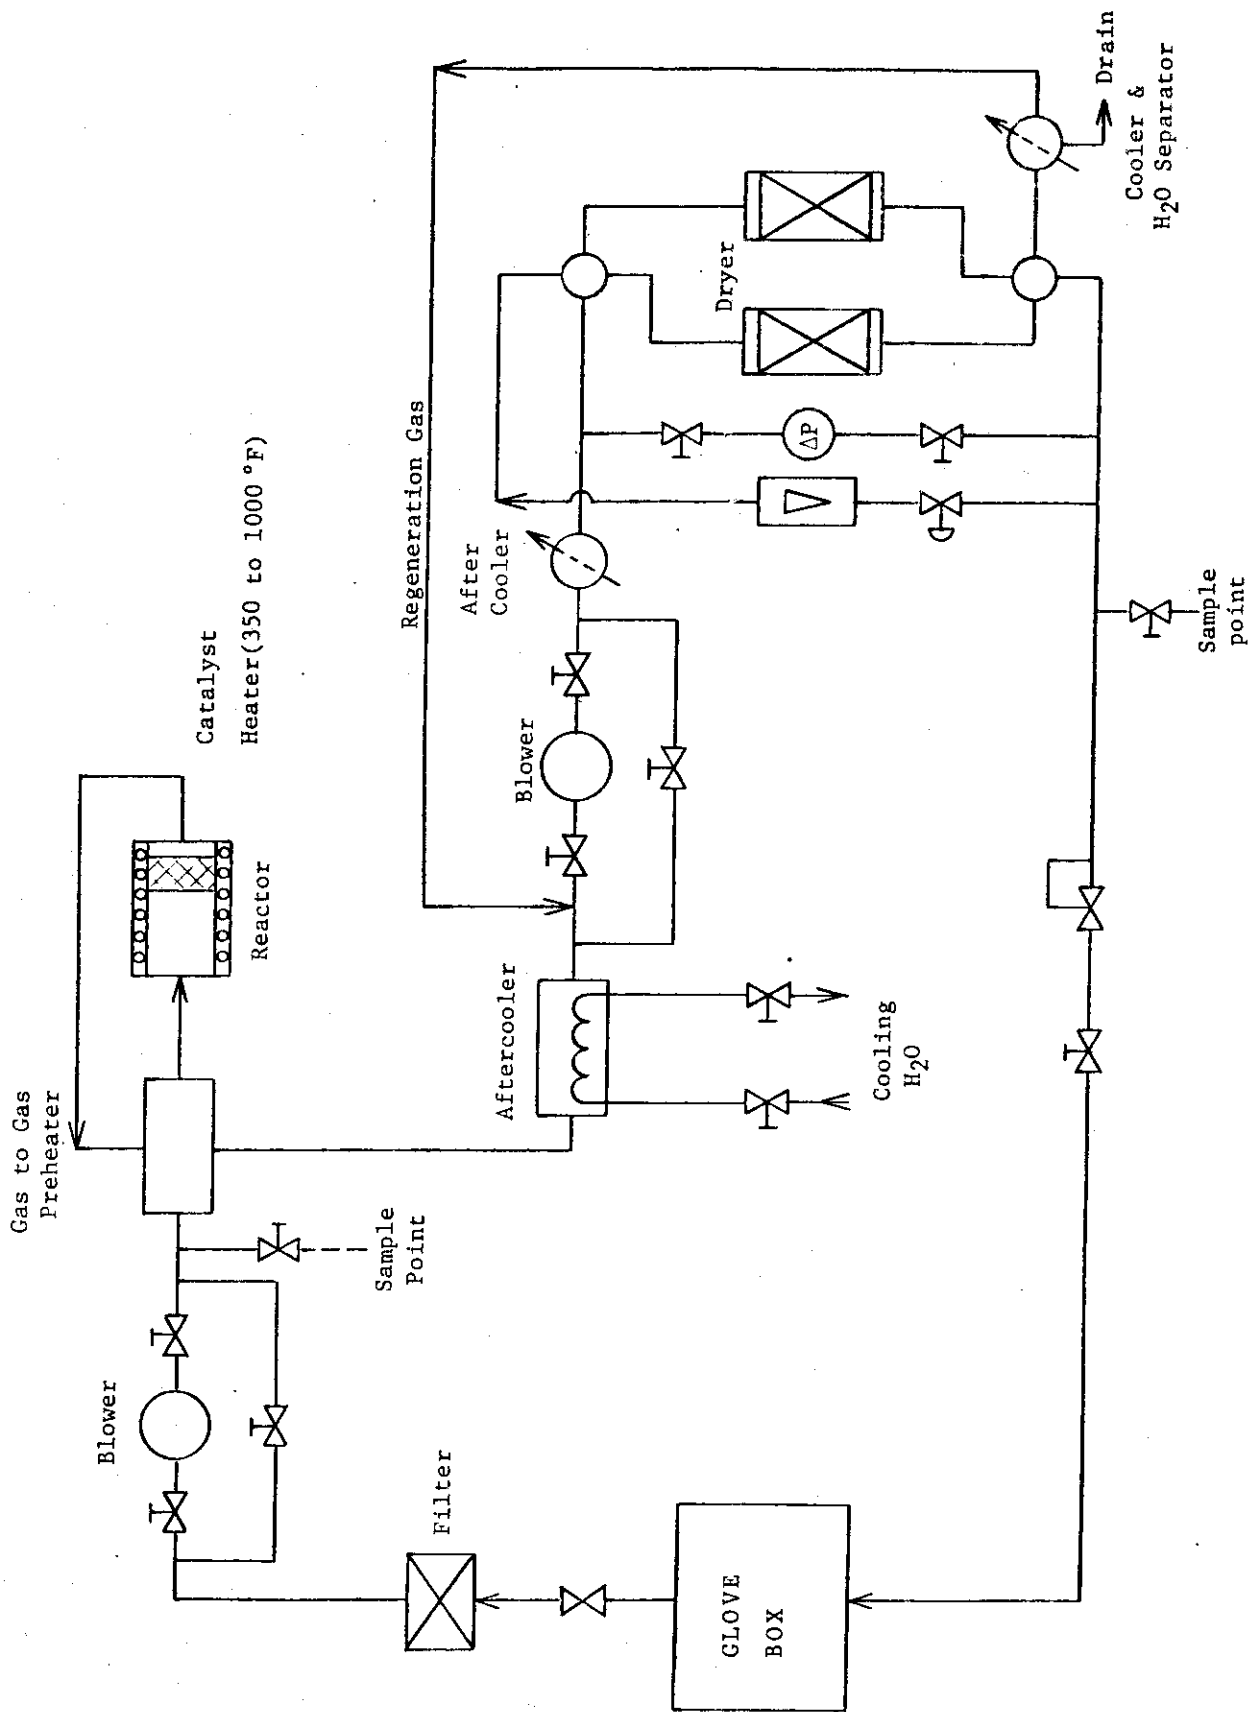 Gas to Gas
Preheater
Catalyst
Heater(350 to 1000 °F)
Reactor
Blower
Sample
Point
Filter
GLOVE
BOX
Aftercooler
Cooling
H2O
Blower
After
Cooler
Regeneration Gas
Dryer
ΔP
Drain
Cooler &
H2O Separator
Sample
point